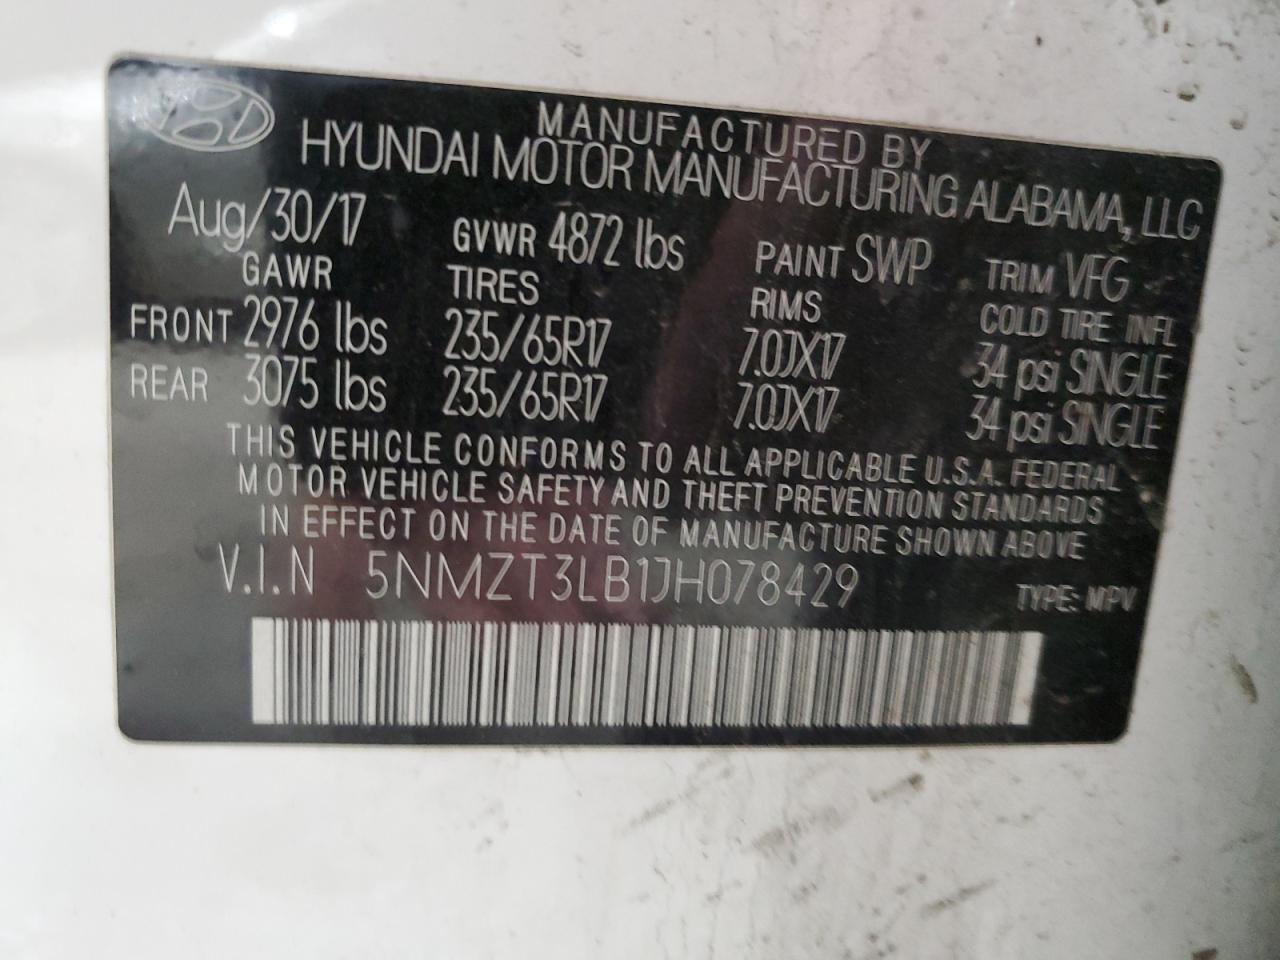 MANUFACTURED BY
HYUNDAI MOTOR MANUFACTURING ALABAMA, LLC
Aug/30/17 GVWR 4872 lbs PAINT SWP TRIM VFG
GAWR TIRES RIMS COLD TIRE INFL
FRONT 2976 lbs 235/65R17 7.0JX17 34 psi SINGLE
REAR 3075 lbs 235/65R17 7.0JX17 34 psi SINGLE
THIS VEHICLE CONFORMS TO ALL APPLICABLE U.S.A. FEDERAL
MOTOR VEHICLE SAFETY AND THEFT PREVENTION STANDARDS
IN EFFECT ON THE DATE OF MANUFACTURE SHOWN ABOVE
V.I.N 5NMZT3LB1JH078429 TYPE: MPV